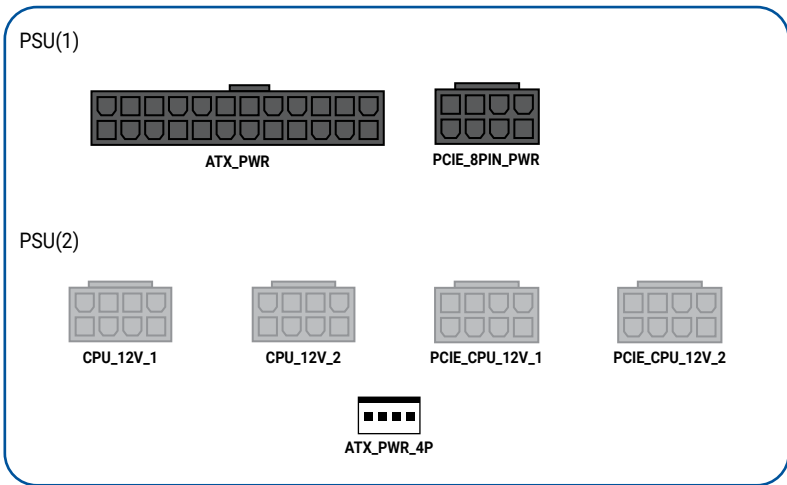 PSU(1)
ATX_PWR
PCIE_8PIN_PWR
PSU(2)
CPU_12V_1
CPU_12V_2
PCIE_CPU_12V_1
PCIE_CPU_12V_2
ATX_PWR_4P